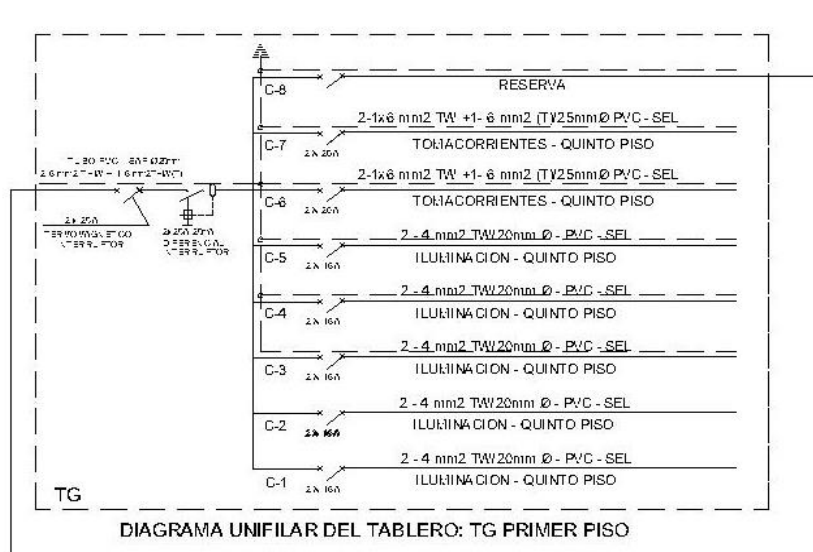 C-8
RESERVA
2-1x6 mm2 TW +1- 6 mm2 (T)/25mmØ PVC - SEL
C-7
2 x 20A
TOMACORRIENTES - QUINTO PISO
2-1x6 mm2 TW +1- 6 mm2 (T)/25mmØ PVC - SEL
C-6
2 x 20A
TOMACORRIENTES - QUINTO PISO
TUBO PVC
2 x 25A
TERMOMAGNETICO
INTERRUPTOR
2x25A
DIFERENCIAL
INTERRUPTOR
2 - 4 mm2 TW/20mm Ø - PVC - SEL
C-5
2 x 16A
ILUMINACION - QUINTO PISO
2 - 4 mm2 TW/20mm Ø - PVC - SEL
C-4
2 x 16A
ILUMINACION - QUINTO PISO
2 - 4 mm2 TW/20mm Ø - PVC - SEL
C-3
2 x 16A
ILUMINACION - QUINTO PISO
2 - 4 mm2 TW/20mm Ø - PVC - SEL
C-2
2 x 16A
ILUMINACION - QUINTO PISO
2 - 4 mm2 TW/20mm Ø - PVC - SEL
C-1
2 x 16A
ILUMINACION - QUINTO PISO
TG
DIAGRAMA UNIFILAR DEL TABLERO: TG PRIMER PISO